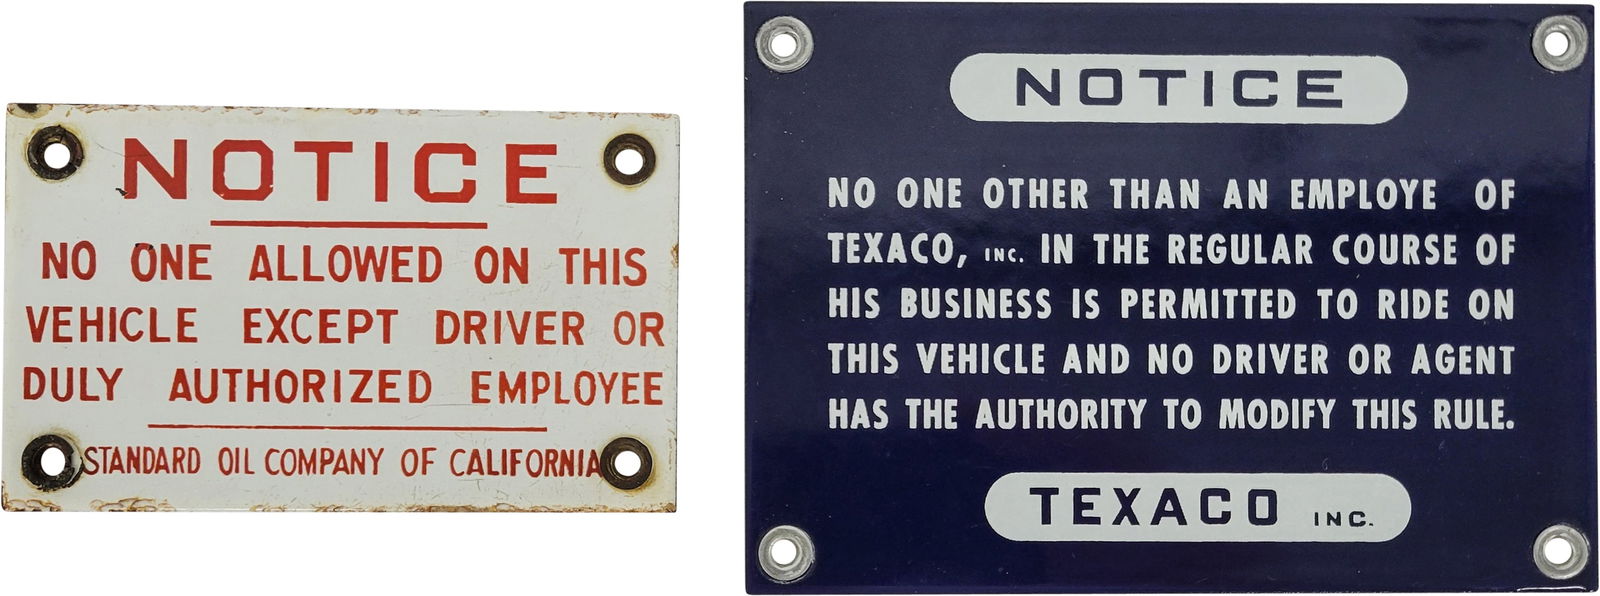 NOTICE
NO ONE ALLOWED ON THIS
VEHICLE EXCEPT DRIVER OR
DULY AUTHORIZED EMPLOYEE
STANDARD OIL COMPANY OF CALIFORNIA
NOTICE
NO ONE OTHER THAN AN EMPLOYE OF
TEXACO, INC. IN THE REGULAR COURSE OF
HIS BUSINESS IS PERMITTED TO RIDE ON
THIS VEHICLE AND NO DRIVER OR AGENT
HAS THE AUTHORITY TO MODIFY THIS RULE.
TEXACO INC.